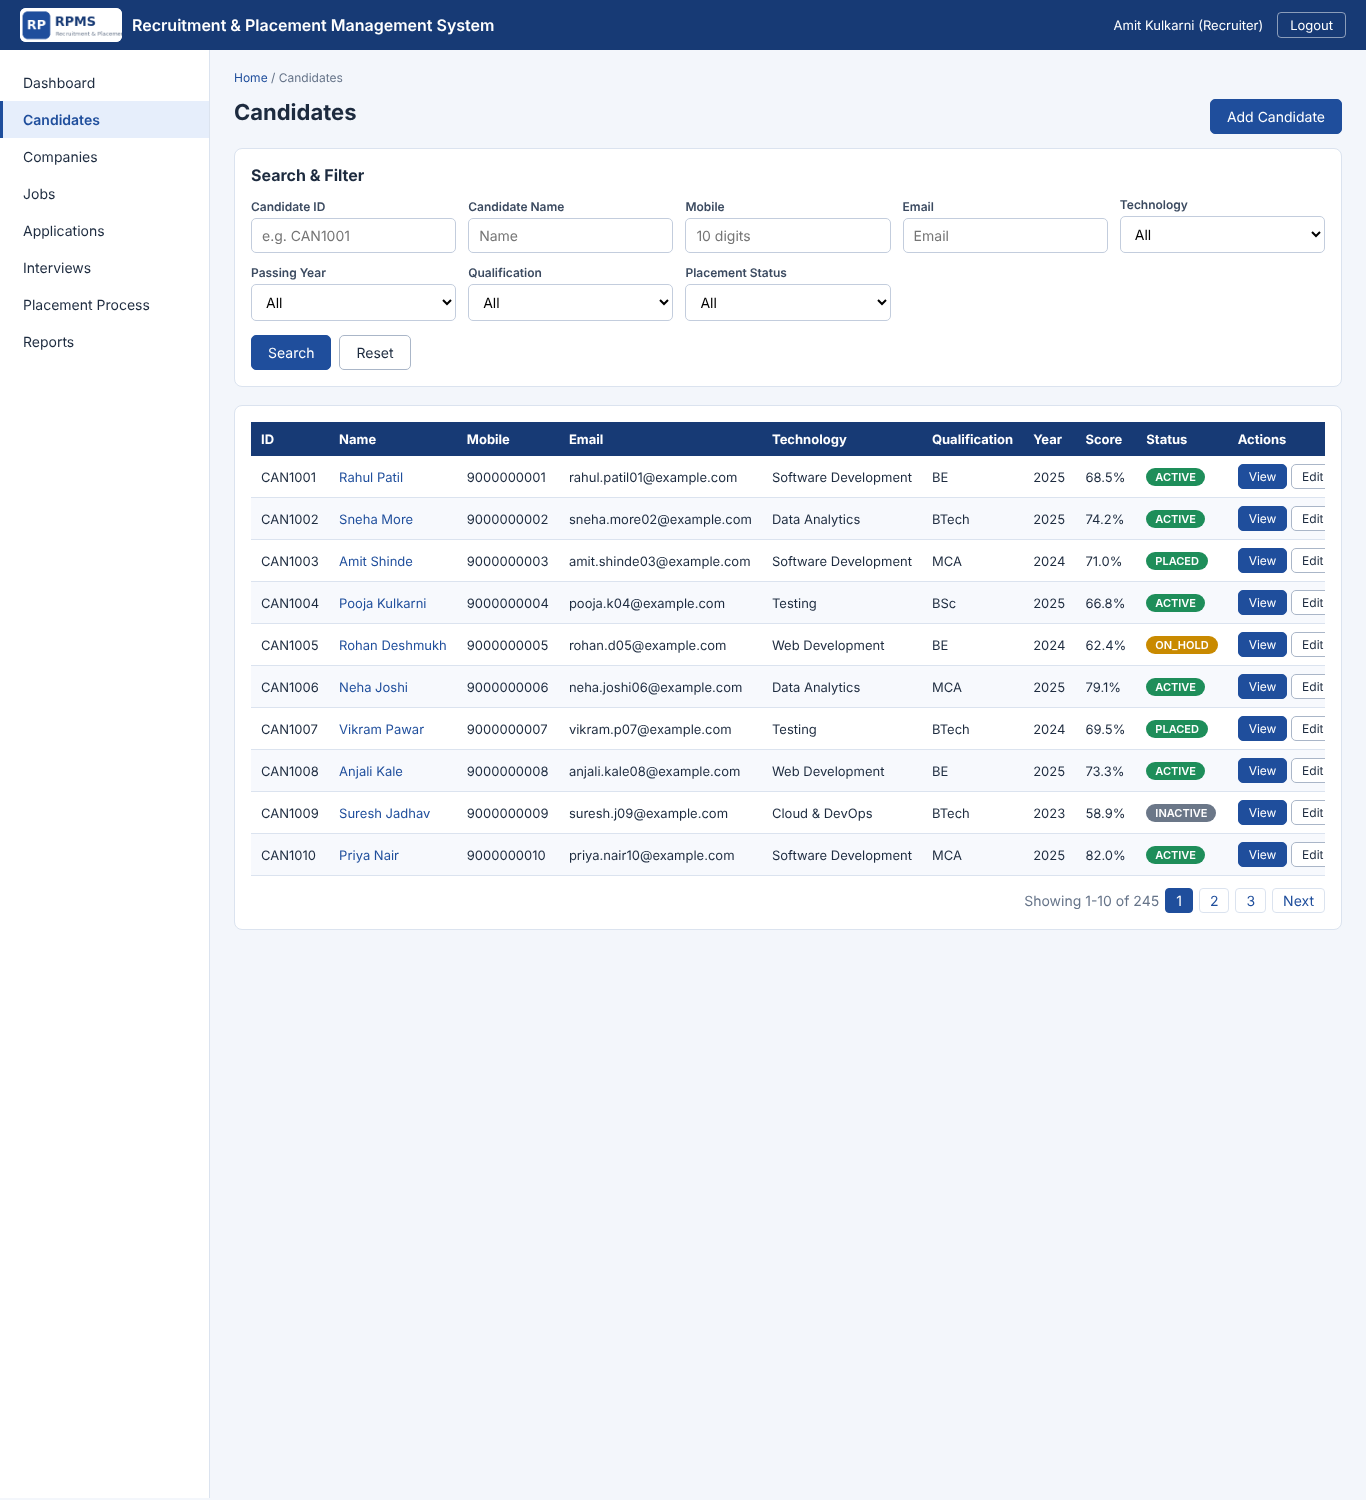 RP RPMS Recruitment & Placement Management System Amit Kulkarni (Recruiter) Logout
Recruitment & Placemen
Dashboard
Candidates
Companies
Jobs
Applications
Interviews
Placement Process
Reports
Home / Candidates
Candidates Add Candidate
Search & Filter
Candidate ID Candidate Name Mobile Email Technology
e.g. CAN1001 Name 10 digits Email All
Passing Year Qualification Placement Status
All All All
Search Reset
ID Name Mobile Email Technology Qualification Year Score Status Actions
CAN1001 Rahul Patil 9000000001 rahul.patil01@example.com Software Development BE 2025 68.5% ACTIVE View Edit
CAN1002 Sneha More 9000000002 sneha.more02@example.com Data Analytics BTech 2025 74.2% ACTIVE View Edit
CAN1003 Amit Shinde 9000000003 amit.shinde03@example.com Software Development MCA 2024 71.0% PLACED View Edit
CAN1004 Pooja Kulkarni 9000000004 pooja.k04@example.com Testing BSc 2025 66.8% ACTIVE View Edit
CAN1005 Rohan Deshmukh 9000000005 rohan.d05@example.com Web Development BE 2024 62.4% ON_HOLD View Edit
CAN1006 Neha Joshi 9000000006 neha.joshi06@example.com Data Analytics MCA 2025 79.1% ACTIVE View Edit
CAN1007 Vikram Pawar 9000000007 vikram.p07@example.com Testing BTech 2024 69.5% PLACED View Edit
CAN1008 Anjali Kale 9000000008 anjali.kale08@example.com Web Development BE 2025 73.3% ACTIVE View Edit
CAN1009 Suresh Jadhav 9000000009 suresh.j09@example.com Cloud & DevOps BTech 2023 58.9% INACTIVE View Edit
CAN1010 Priya Nair 9000000010 priya.nair10@example.com Software Development MCA 2025 82.0% ACTIVE View Edit
Showing 1-10 of 245 1 2 3 Next